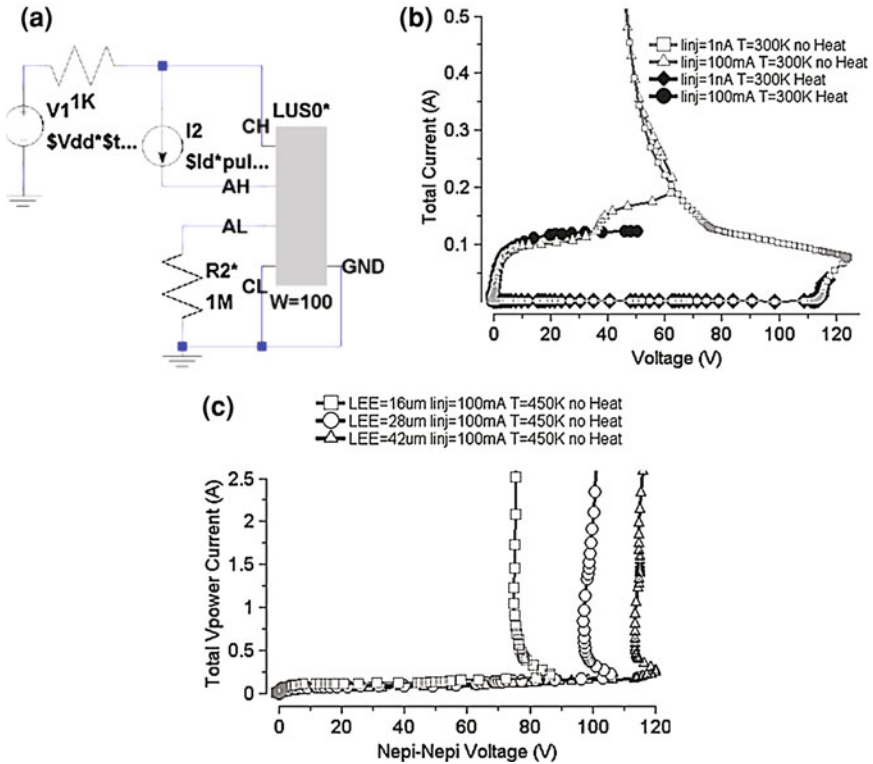 (a)
V1
1K
$Vdd*$t...
I2
$Id*pul...
LUS0*
CH
AH
AL
CL
GND
R2*
1M
W=100
(b)
Total Current (A)
0.5
0.4
0.3
0.2
0.1
Iinj=1nA T=300K no Heat
Iinj=100mA T=300K no Heat
Iinj=1nA T=300K Heat
Iinj=100mA T=300K Heat
0 20 40 60 80 100 120
Voltage (V)
(c)
LEE=16um Iinj=100mA T=450K no Heat
LEE=28um Iinj=100mA T=450K no Heat
LEE=42um Iinj=100mA T=450K no Heat
Total Vpower Current (A)
2.5
2
1.5
1
0.5
0
0 20 40 60 80 100 120
Nepi-Nepi Voltage (V)